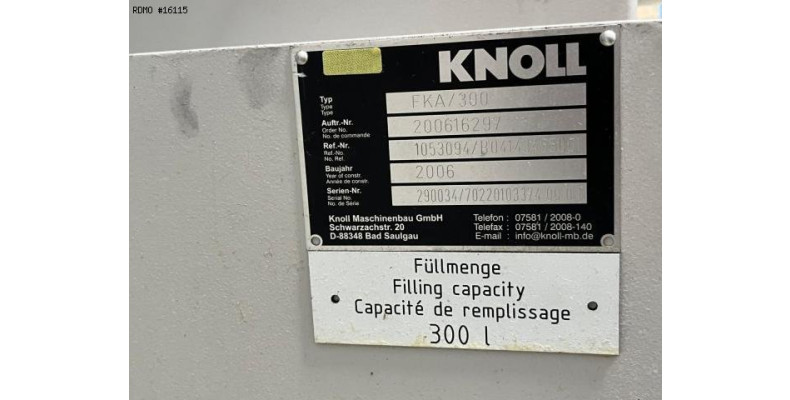 RDMO #16115
KNOLL
Typ
Type
Type
FKA/300
Auftr.-Nr.
Order No.
No. de commande
200616297
Ref.-Nr.
Ref.-No.
No. Ref.
Baujahr
Year of constr.
Année de constr.
2006
Serien-Nr.
Serial No.
No. de Série
Knoll Maschinenbau GmbH
Schwarzachstr. 20
D-88348 Bad Saulgau
Telefon : 07581 / 2008-0
Telefax : 07581 / 2008-140
E-mail : info@knoll-mb.de
Füllmenge
Filling capacity
Capacité de remplissage
300 l